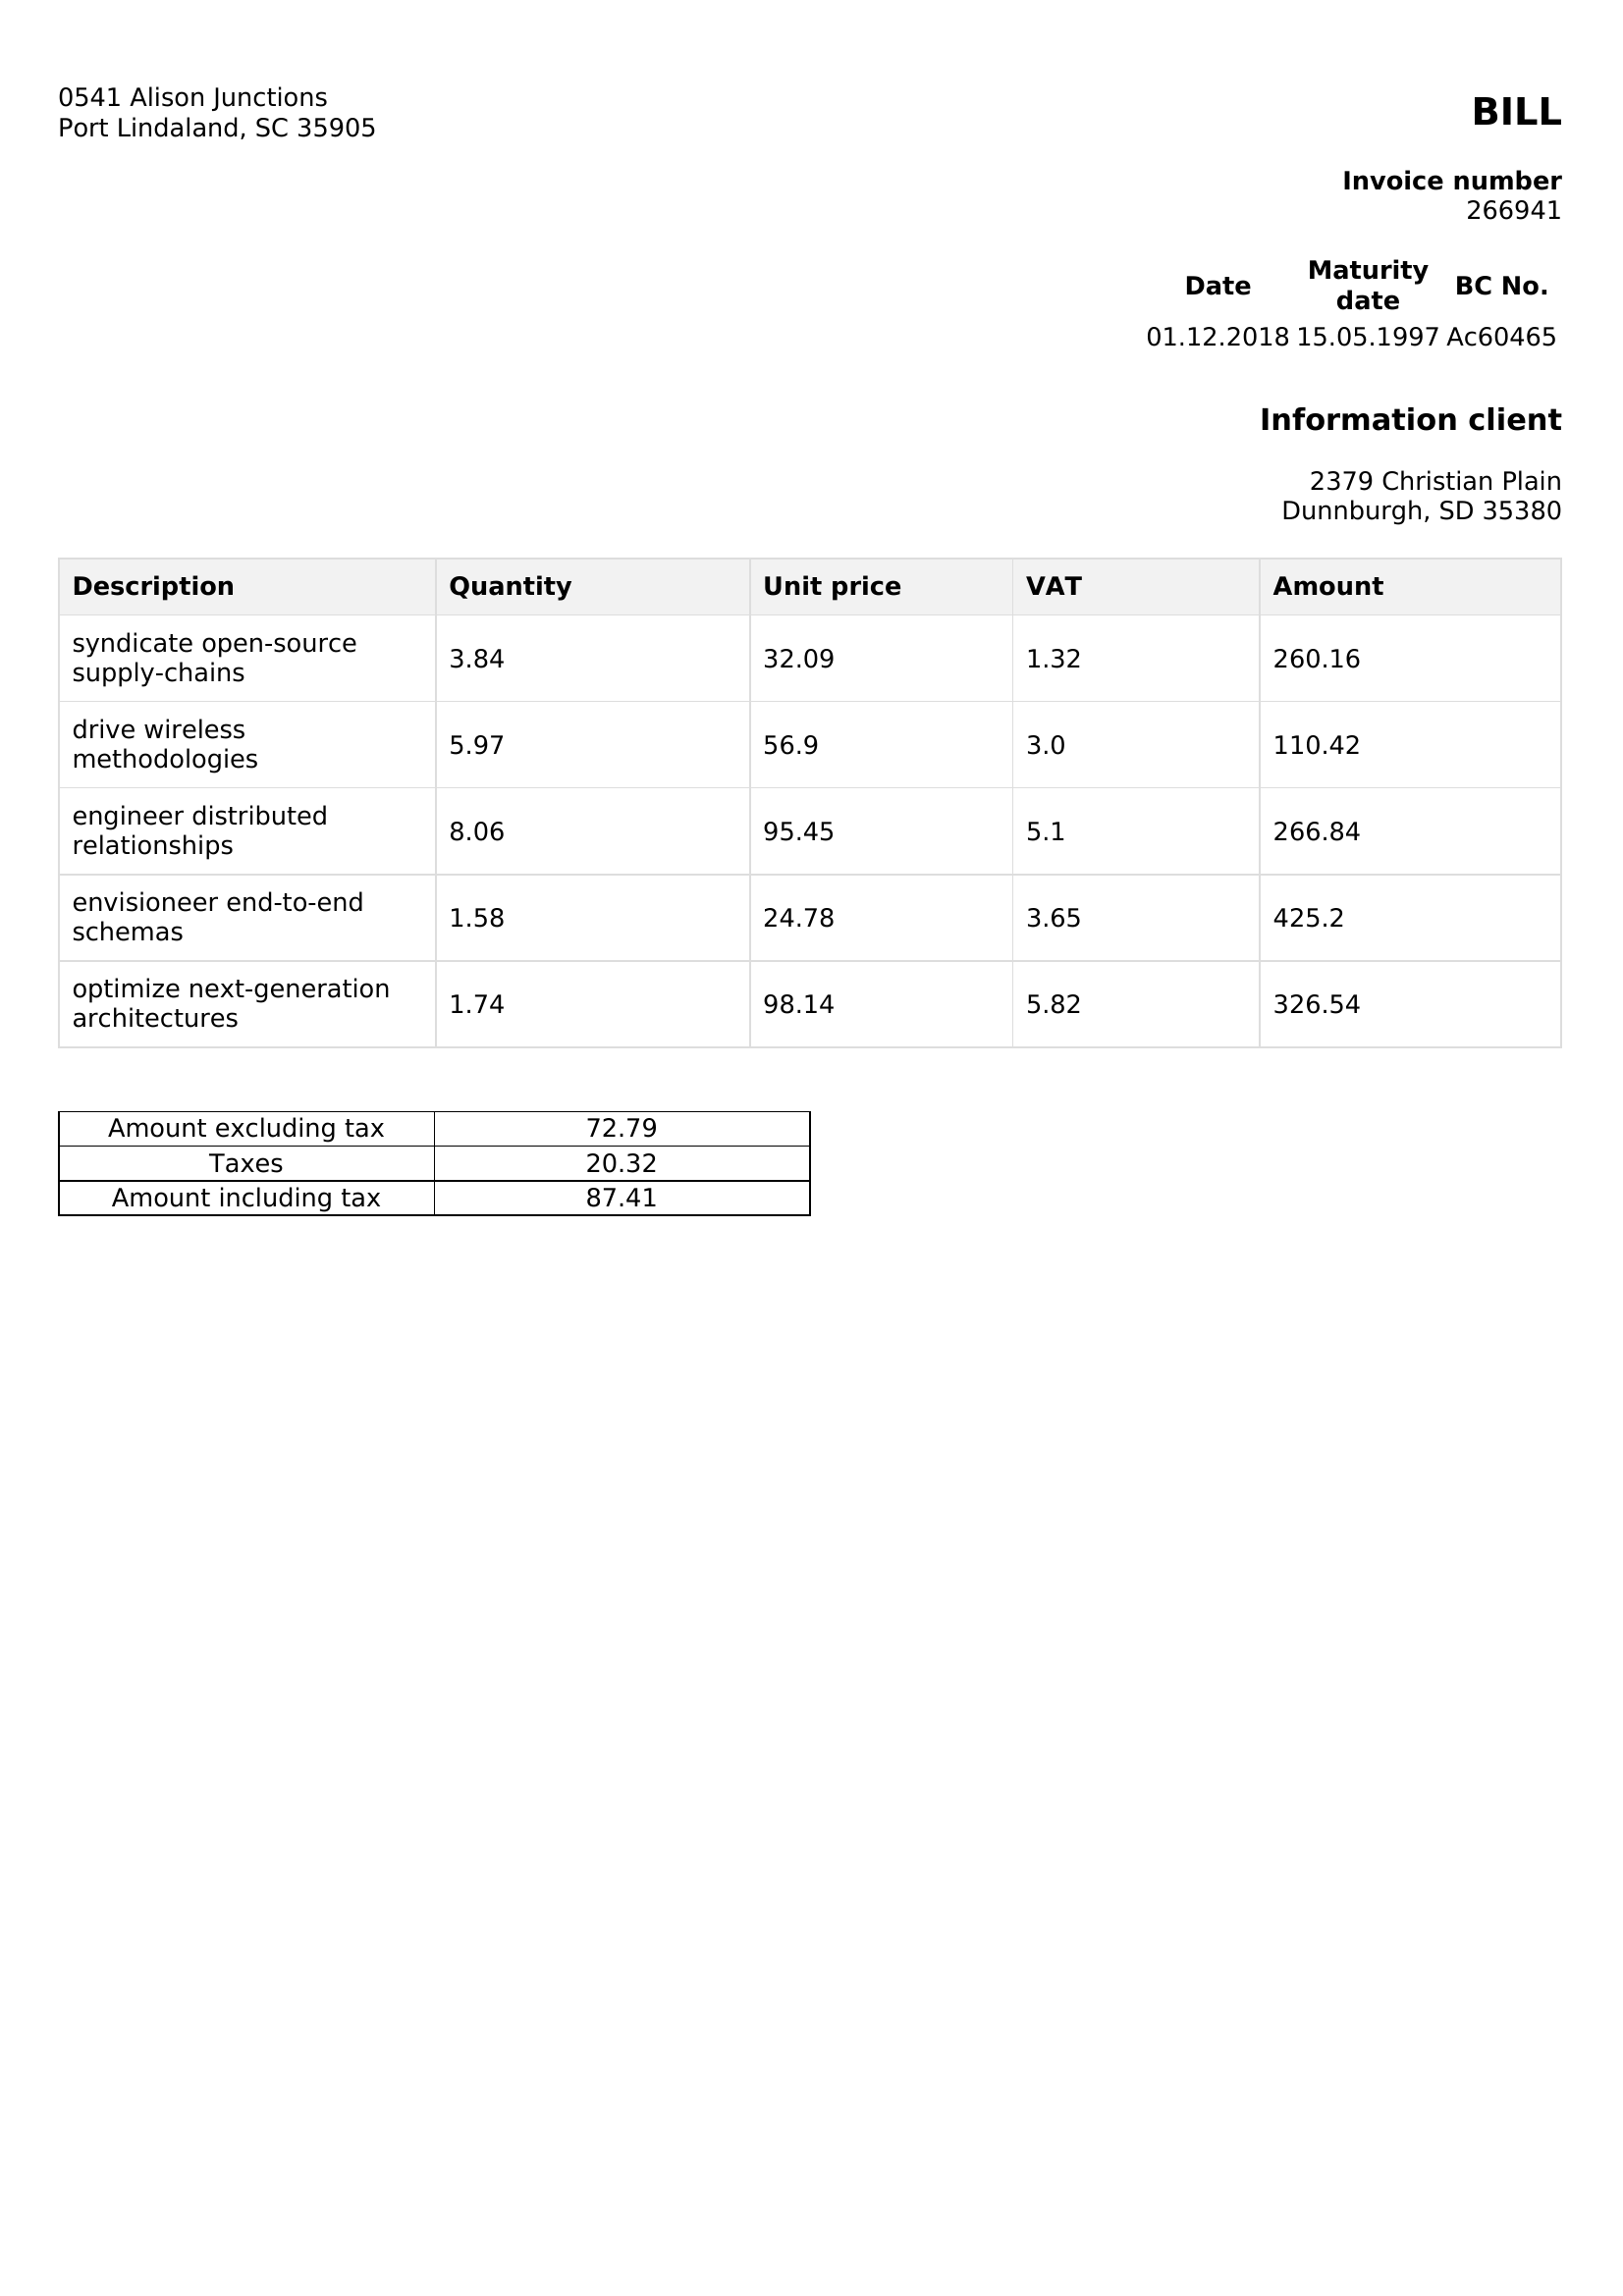 0541 Alison Junctions
Port Lindaland, SC 35905
BILL
Invoice number
266941
Date Maturity date BC No.
01.12.2018 15.05.1997 Ac60465
Information client
2379 Christian Plain
Dunnburgh, SD 35380
Description Quantity Unit price VAT Amount
syndicate open-source
supply-chains 3.84 32.09 1.32 260.16
drive wireless
methodologies 5.97 56.9 3.0 110.42
engineer distributed
relationships 8.06 95.45 5.1 266.84
envisioneer end-to-end
schemas 1.58 24.78 3.65 425.2
optimize next-generation
architectures 1.74 98.14 5.82 326.54
Amount excluding tax 72.79
Taxes 20.32
Amount including tax 87.41